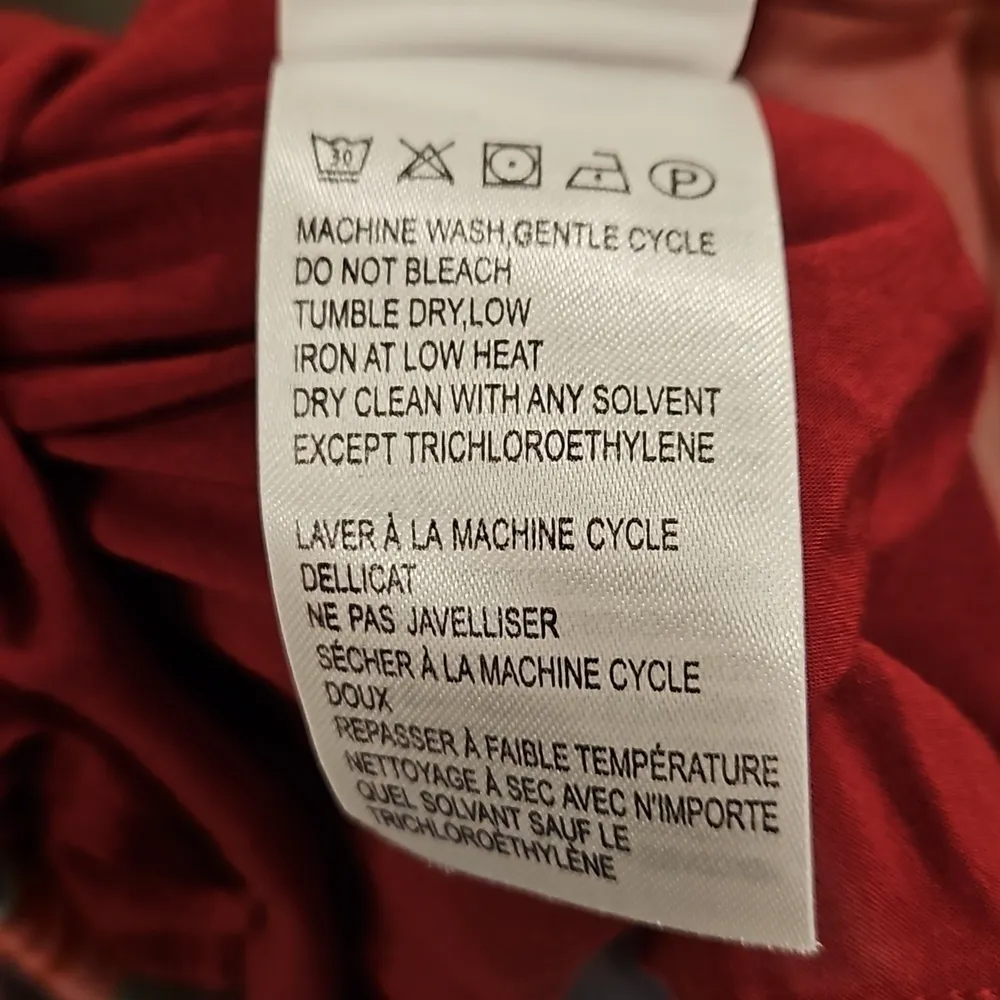 30
P
MACHINE WASH,GENTLE CYCLE
DO NOT BLEACH
TUMBLE DRY,LOW
IRON AT LOW HEAT
DRY CLEAN WITH ANY SOLVENT
EXCEPT TRICHLOROETHYLENE
LAVER À LA MACHINE CYCLE
DELLICAT
NE PAS JAVELLISER
SÉCHER À LA MACHINE CYCLE
DOUX
REPASSER À FAIBLE TEMPÉRATURE
NETTOYAGE À SEC AVEC N'IMPORTE
QUEL SOLVANT SAUF LE
TRICHLOROÉTHYLÈNE